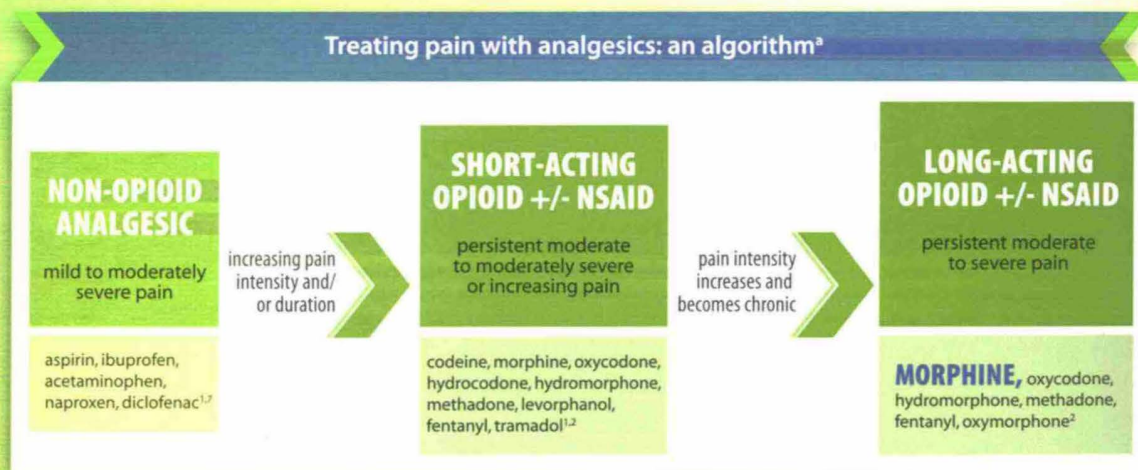 Treating pain with analgesics: an algorithmᵃ
NON-OPIOID
ANALGESIC
mild to moderately
severe pain
aspirin, ibuprofen,
acetaminophen,
naproxen, diclofenac¹,⁷
increasing pain
intensity and/
or duration
SHORT-ACTING
OPIOID +/- NSAID
persistent moderate
to moderately severe
or increasing pain
codeine, morphine, oxycodone,
hydrocodone, hydromorphone,
methadone, levorphanol,
fentanyl, tramadol¹,²
pain intensity
increases and
becomes chronic
LONG-ACTING
OPIOID +/- NSAID
persistent moderate
to severe pain
MORPHINE, oxycodone,
hydromorphone, methadone,
fentanyl, oxymorphone²